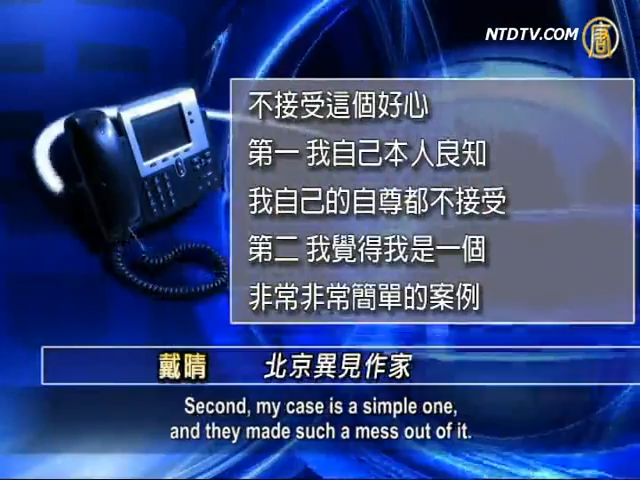 NTDTV.COM 唐
不接受這個好心
第一 我自己本人良知
我自己的自尊都不接受
第二 我覺得我是一個
非常非常簡單的案例
戴晴 北京異見作家
Second, my case is a simple one,
and they made such a mess out of it.